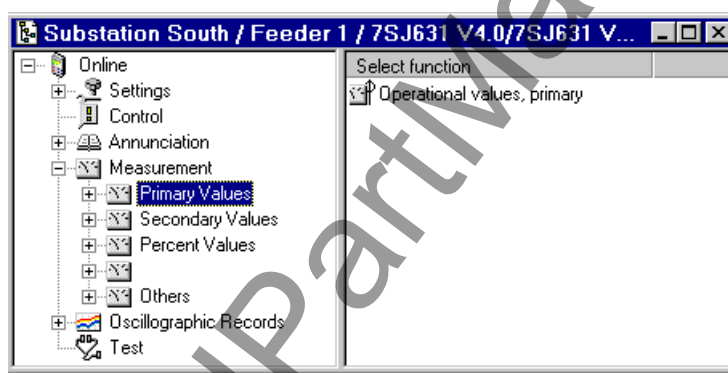 Substation South / Feeder 1 / 7SJ631 V4.0/7SJ631 V...
Online
Settings
Control
Annunciation
Measurement
Primary Values
Secondary Values
Percent Values
Others
Oscillographic Records
Test
Select function
Operational values, primary